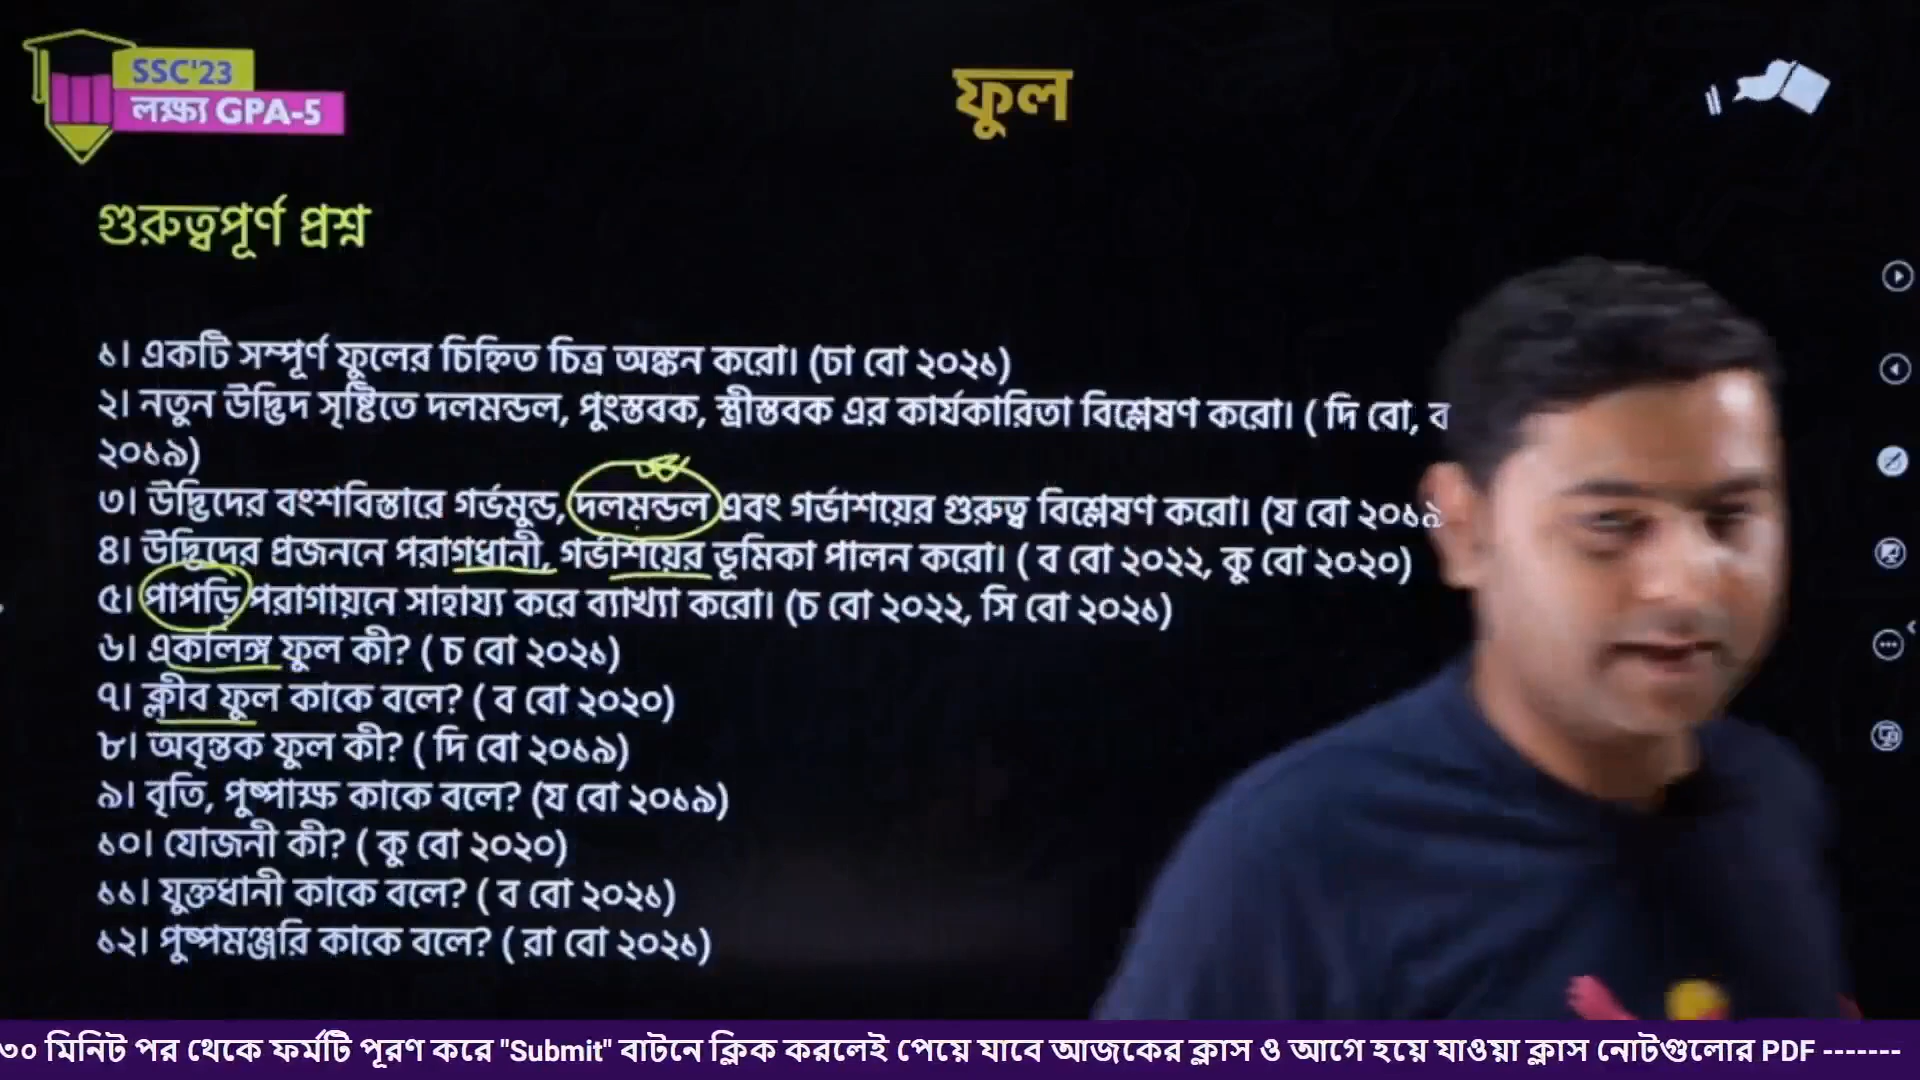 SSC'23
লক্ষ্য GPA-5
ফুল
গুরুত্বপূর্ণ প্রশ্ন
১। একটি সম্পূর্ণ ফুলের চিহ্নিত চিত্র অঙ্কন করো। (ঢা বো ২০২১)
২। নতুন উদ্ভিদ সৃষ্টিতে দলমন্ডল, পুংস্তবক, স্ত্রীস্তবক এর কার্যকারিতা বিশ্লেষণ করো। ( দি বো, ব
২০১৯)
৩। উদ্ভিদের বংশবিস্তারে গর্ভমুন্ড, দলমন্ডল এবং গর্ভাশয়ের গুরুত্ব বিশ্লেষণ করো। (য বো ২০১৯
৪। উদ্ভিদের প্রজননে পরাগধানী, গর্ভাশয়ের ভূমিকা পালন করো। ( ব বো ২০২২, কু বো ২০২০)
৫। পাপড়ি পরাগায়নে সাহায্য করে ব্যাখ্যা করো। (চ বো ২০২২, সি বো ২০২১)
৬। একলিঙ্গ ফুল কী? ( চ বো ২০২১)
৭। ক্লীব ফুল কাকে বলে? ( ব বো ২০২০)
৮। অবৃন্তক ফুল কী? ( দি বো ২০১৯)
৯। বৃতি, পুষ্পাক্ষ কাকে বলে? (য বো ২০১৯)
১০। যোজনী কী? ( কু বো ২০২০)
১১। যুক্তধানী কাকে বলে? ( ব বো ২০২১)
১২। পুষ্পমঞ্জরি কাকে বলে? ( রা বো ২০২১)
৩০ মিনিট পর থেকে ফর্মটি পূরণ করে "Submit" বাটনে ক্লিক করলেই পেয়ে যাবে আজকের ক্লাস ও আগে হয়ে যাওয়া ক্লাস নোটগুলোর PDF -------